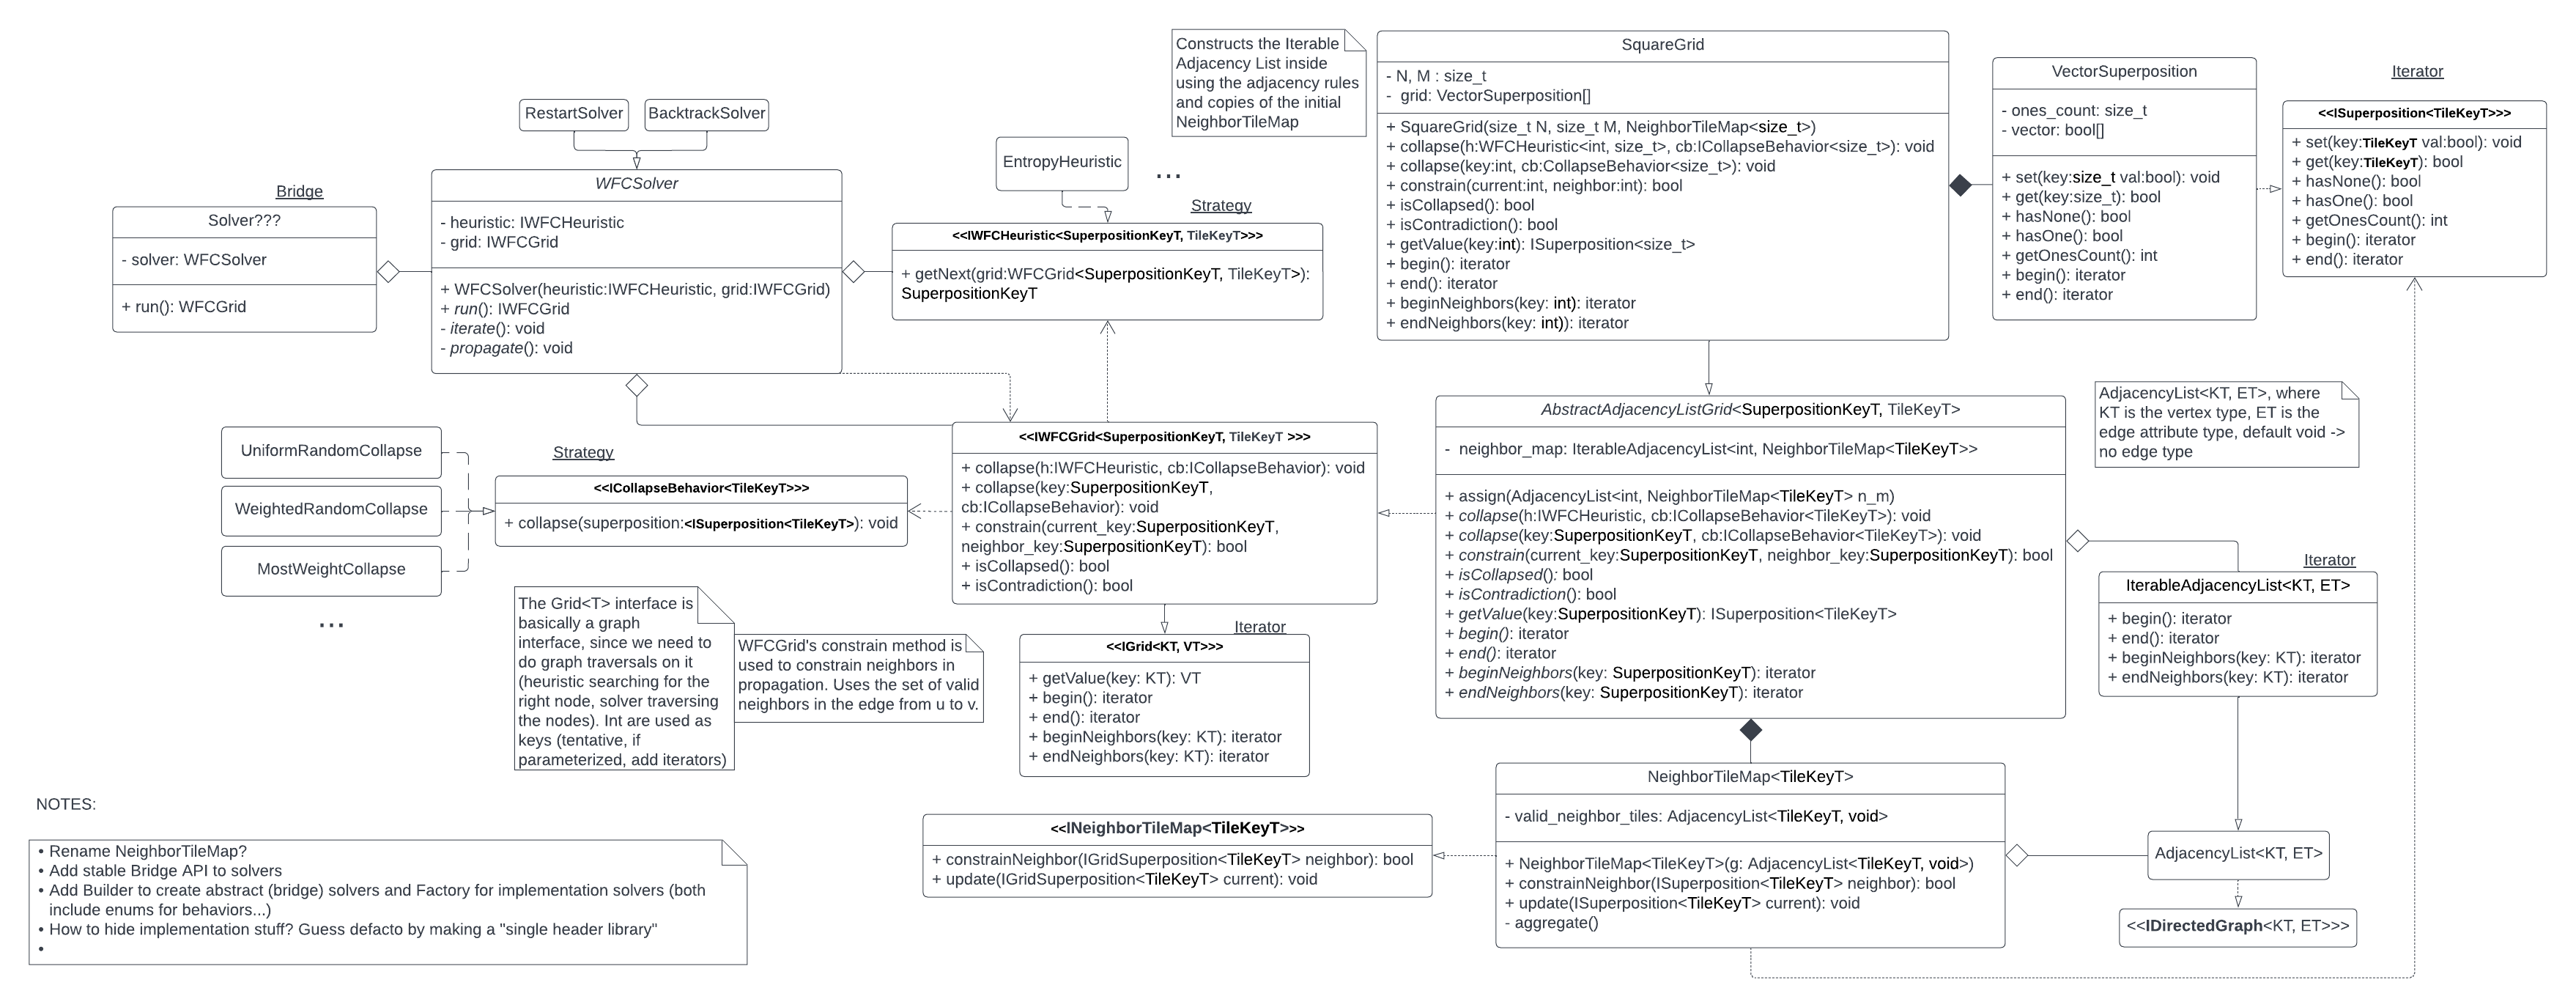 Constructs the Iterable
Adjacency List inside
using the adjacency rules
and copies of the initial
NeighborTileMap
SquareGrid
- N, M : size_t
-  grid: VectorSuperposition[]
+ SquareGrid(size_t N, size_t M, NeighborTileMap<size_t>)
+ collapse(h:WFCHeuristic<int, size_t>, cb:ICollapseBehavior<size_t>): void
+ collapse(key:int, cb:CollapseBehavior<size_t>): void
+ constrain(current:int, neighbor:int): bool
+ isCollapsed(): bool
+ isContradiction(): bool
+ getValue(key:int): ISuperposition<size_t>
+ begin(): iterator
+ end(): iterator
+ beginNeighbors(key: int): iterator
+ endNeighbors(key: int)): iterator
VectorSuperposition
- ones_count: size_t
- vector: bool[]
+ set(key:size_t val:bool): void
+ get(key:size_t): bool
+ hasNone(): bool
+ hasOne(): bool
+ getOnesCount(): int
+ begin(): iterator
+ end(): iterator
Iterator
<<ISuperposition<TileKeyT>>>
+ set(key:TileKeyT val:bool): void
+ get(key:TileKeyT): bool
+ hasNone(): bool
+ hasOne(): bool
+ getOnesCount(): int
+ begin(): iterator
+ end(): iterator
RestartSolver
BacktrackSolver
Bridge
Solver???
- solver: WFCSolver
+ run(): WFCGrid
WFCSolver
- heuristic: IWFCHeuristic
- grid: IWFCGrid
+ WFCSolver(heuristic:IWFCHeuristic, grid:IWFCGrid)
+ run(): IWFCGrid
- iterate(): void
- propagate(): void
EntropyHeuristic
...
Strategy
<<IWFCHeuristic<SuperpositionKeyT, TileKeyT>>>
+ getNext(grid:WFCGrid<SuperpositionKeyT, TileKeyT>):
SuperpositionKeyT
UniformRandomCollapse
WeightedRandomCollapse
MostWeightCollapse
...
Strategy
<<ICollapseBehavior<TileKeyT>>>
+ collapse(superposition:<ISuperposition<TileKeyT>): void
<<IWFCGrid<SuperpositionKeyT, TileKeyT >>>
+ collapse(h:IWFCHeuristic, cb:ICollapseBehavior): void
+ collapse(key:SuperpositionKeyT,
cb:ICollapseBehavior): void
+ constrain(current_key:SuperpositionKeyT,
neighbor_key:SuperpositionKeyT): bool
+ isCollapsed(): bool
+ isContradiction(): bool
AbstractAdjacencyListGrid<SuperpositionKeyT, TileKeyT>
-  neighbor_map: IterableAdjacencyList<int, NeighborTileMap<TileKeyT>>
+ assign(AdjacencyList<int, NeighborTileMap<TileKeyT> n_m)
+ collapse(h:IWFCHeuristic, cb:ICollapseBehavior<TileKeyT>): void
+ collapse(key:SuperpositionKeyT, cb:ICollapseBehavior<TileKeyT>): void
+ constrain(current_key:SuperpositionKeyT, neighbor_key:SuperpositionKeyT): bool
+ isCollapsed(): bool
+ isContradiction(): bool
+ getValue(key:SuperpositionKeyT): ISuperposition<TileKeyT>
+ begin(): iterator
+ end(): iterator
+ beginNeighbors(key: SuperpositionKeyT): iterator
+ endNeighbors(key: SuperpositionKeyT): iterator
AdjacencyList<KT, ET>, where
KT is the vertex type, ET is the
edge attribute type, default void ->
no edge type
Iterator
IterableAdjacencyList<KT, ET>
+ begin(): iterator
+ end(): iterator
+ beginNeighbors(key: KT): iterator
+ endNeighbors(key: KT): iterator
The Grid<T> interface is
basically a graph
interface, since we need to
do graph traversals on it
(heuristic searching for the
right node, solver traversing
the nodes). Int are used as
keys (tentative, if
parameterized, add iterators)
WFCGrid's constrain method is
used to constrain neighbors in
propagation. Uses the set of valid
neighbors in the edge from u to v.
Iterator
<<IGrid<KT, VT>>>
+ getValue(key: KT): VT
+ begin(): iterator
+ end(): iterator
+ beginNeighbors(key: KT): iterator
+ endNeighbors(key: KT): iterator
NeighborTileMap<TileKeyT>
- valid_neighbor_tiles: AdjacencyList<TileKeyT, void>
+ NeighborTileMap<TileKeyT>(g: AdjacencyList<TileKeyT, void>)
+ constrainNeighbor(ISuperposition<TileKeyT> neighbor): bool
+ update(ISuperposition<TileKeyT> current): void
- aggregate()
<<INeighborTileMap<TileKeyT>>>
+ constrainNeighbor(IGridSuperposition<TileKeyT> neighbor): bool
+ update(IGridSuperposition<TileKeyT> current): void
AdjacencyList<KT, ET>
<<IDirectedGraph<KT, ET>>>
NOTES:
• Rename NeighborTileMap?
• Add stable Bridge API to solvers
• Add Builder to create abstract (bridge) solvers and Factory for implementation solvers (both
include enums for behaviors...)
• How to hide implementation stuff? Guess defacto by making a "single header library"
•